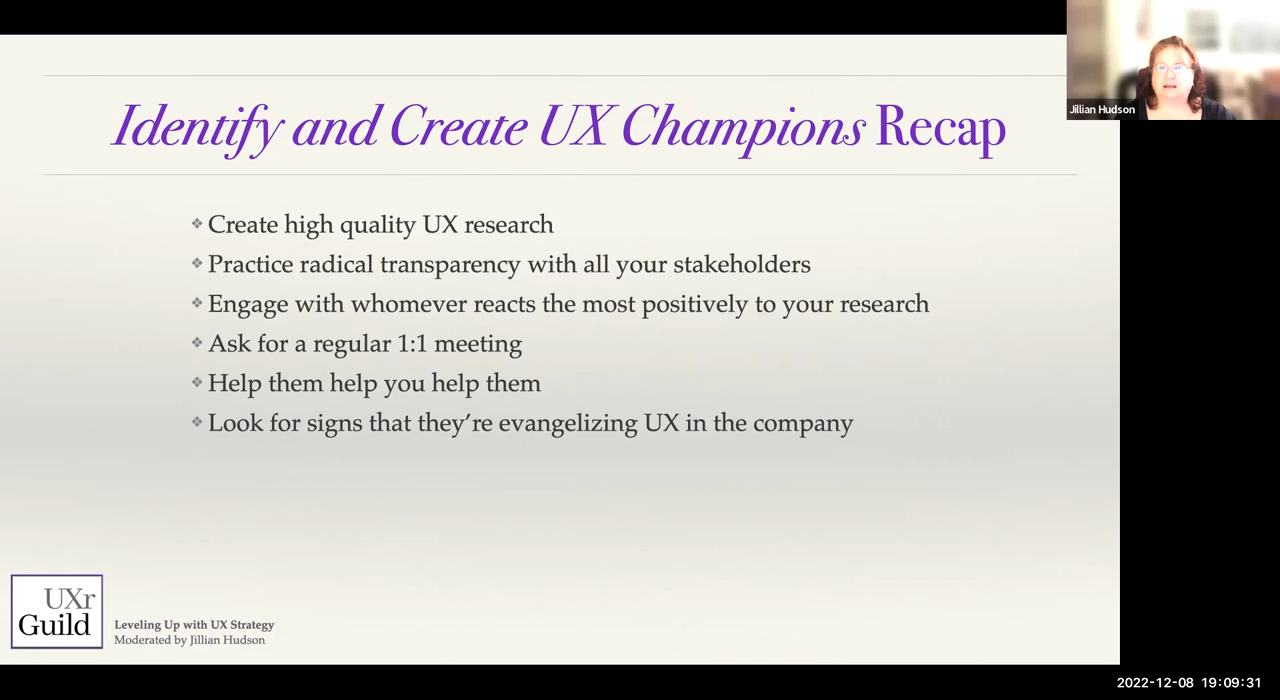 Identify and Create UX Champions Recap
Jillian Hudson
❖ Create high quality UX research
❖ Practice radical transparency with all your stakeholders
❖ Engage with whomever reacts the most positively to your research
❖ Ask for a regular 1:1 meeting
❖ Help them help you help them
❖ Look for signs that they’re evangelizing UX in the company
UXr
Guild
Leveling Up with UX Strategy
Moderated by Jillian Hudson
2022-12-08 19:09:31